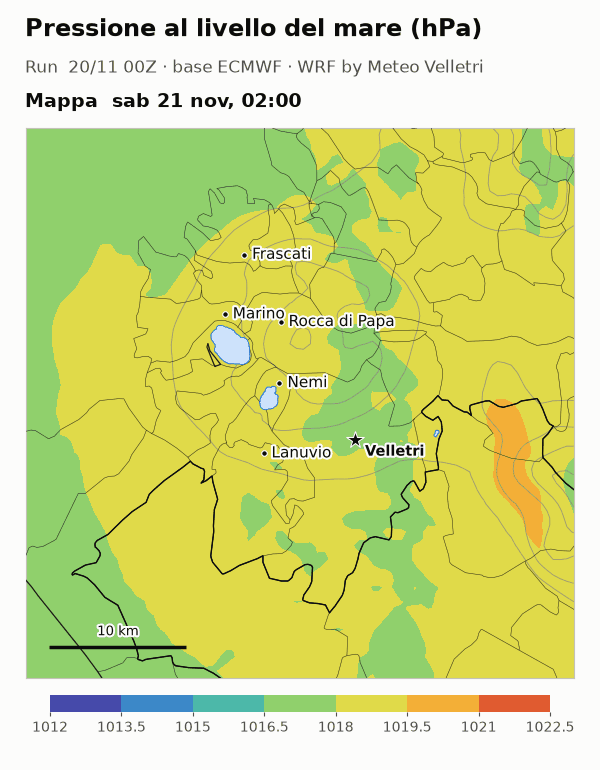 Pressione al livello del mare (hPa)
Run  20/11 00Z · base ECMWF · WRF by Meteo Velletri
Mappa  sab 21 nov, 02:00
Frascati
Marino
Rocca di Papa
Nemi
Velletri
Lanuvio
10 km
1012 1013.5 1015 1016.5 1018 1019.5 1021 1022.5